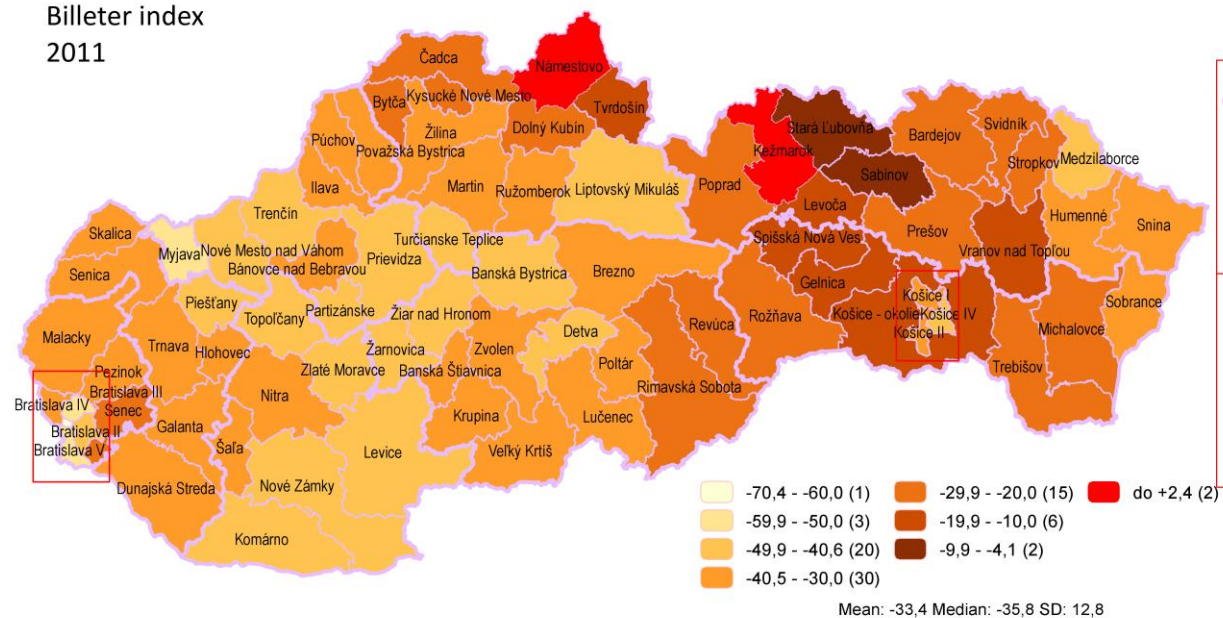 Billeter index
2011
Čadca
Námestovo
Bytča
Kysucké Nové Mesto
Tvrdošín
Púchov
Žilina
Dolný Kubín
Považská Bystrica
Ilava
Martin
Ružomberok
Liptovský Mikuláš
Poprad
Kežmarok
Stará Ľubovňa
Sabinov
Levoča
Bardejov
Svidník
Stropkov
Medzilaborce
Humenné
Snina
Prešov
Vranov nad Topľou
Skalica
Senica
Myjava
Trenčín
Nové Mesto nad Váhom
Bánovce nad Bebravou
Prievidza
Turčianske Teplice
Banská Bystrica
Brezno
Spišská Nová Ves
Gelnica
Piešťany
Topoľčany
Partizánske
Žiar nad Hronom
Detva
Revúca
Rožňava
Košice - okolie
Košice I
Košice IV
Košice II
Michalovce
Sobrance
Trebišov
Malacky
Trnava
Hlohovec
Zlaté Moravce
Žarnovica
Zvolen
Banská Štiavnica
Poltár
Rimavská Sobota
Pezinok
Bratislava III
Bratislava IV
Senec
Bratislava II
Bratislava V
Galanta
Nitra
Šaľa
Levice
Krupina
Lučenec
Veľký Krtíš
Dunajská Streda
Nové Zámky
Komárno
-70,4 - -60,0 (1)
-59,9 - -50,0 (3)
-49,9 - -40,6 (20)
-40,5 - -30,0 (30)
-29,9 - -20,0 (15)
-19,9 - -10,0 (6)
-9,9 - -4,1 (2)
do +2,4 (2)
Mean: -33,4 Median: -35,8 SD: 12,8